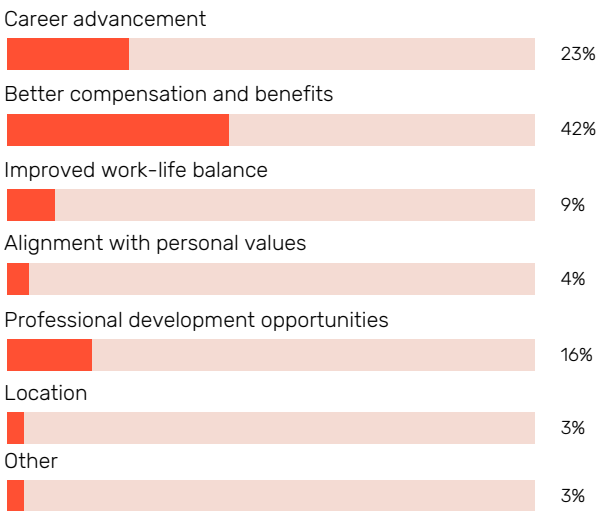 Career advancement
23%
Better compensation and benefits
42%
Improved work-life balance
9%
Alignment with personal values
4%
Professional development opportunities
16%
Location
3%
Other
3%